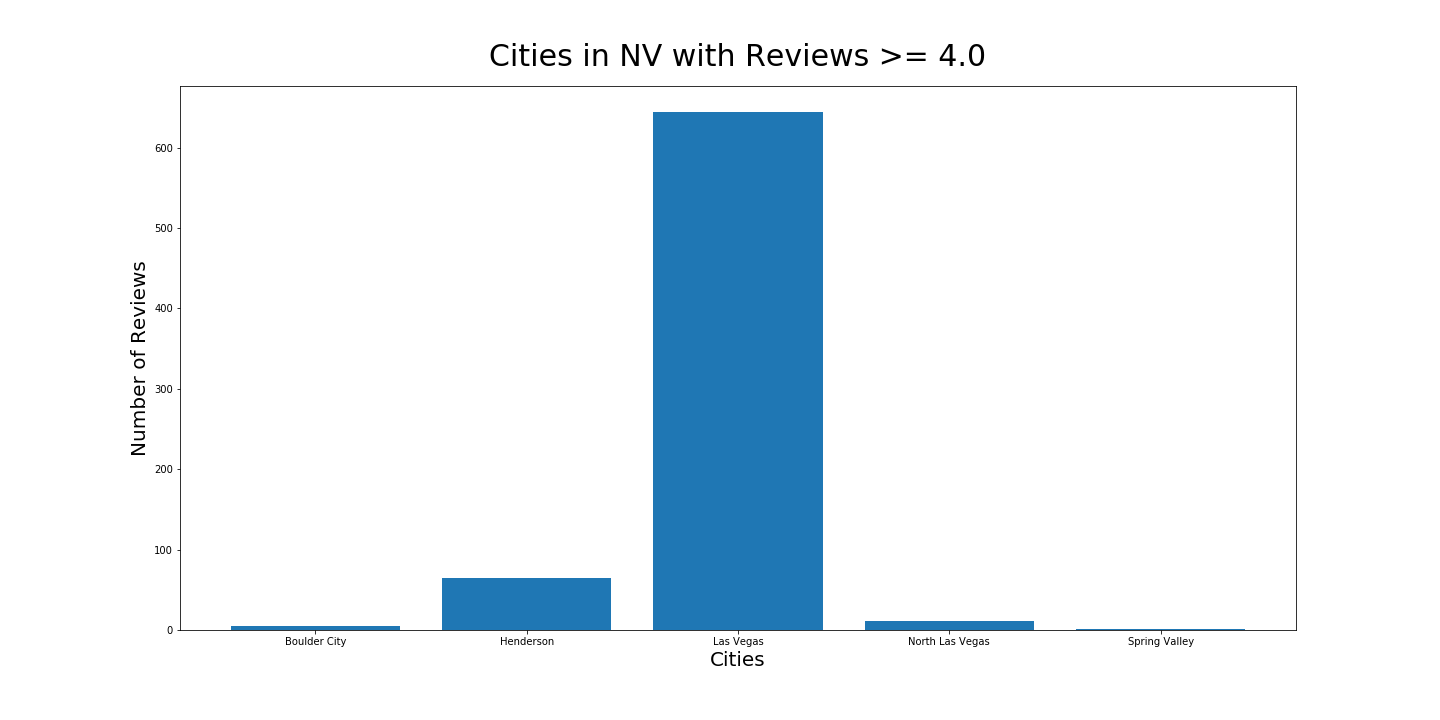 Cities in NV with Reviews >= 4.0
Number of Reviews
600
500
400
300
200
100
0
Boulder City Henderson Las Vegas North Las Vegas Spring Valley
Cities